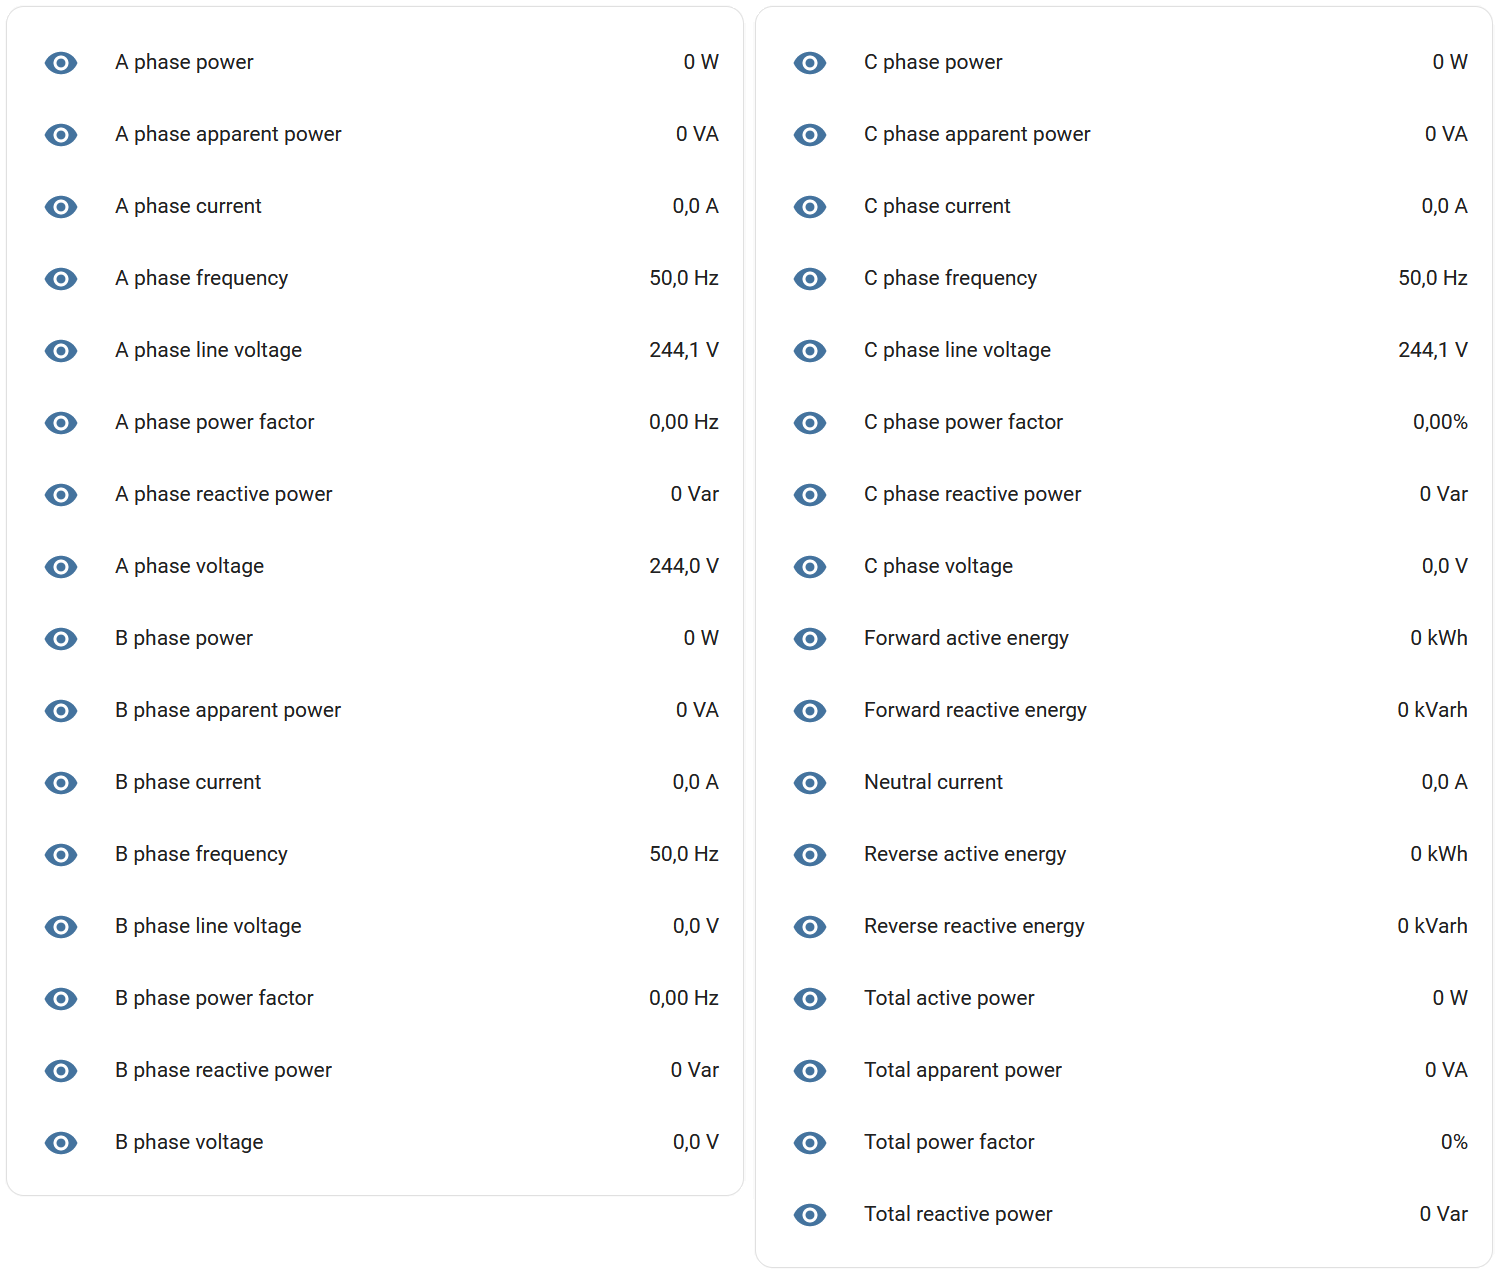 A phase power 0 W
A phase apparent power 0 VA
A phase current 0,0 A
A phase frequency 50,0 Hz
A phase line voltage 244,1 V
A phase power factor 0,00 Hz
A phase reactive power 0 Var
A phase voltage 244,0 V
B phase power 0 W
B phase apparent power 0 VA
B phase current 0,0 A
B phase frequency 50,0 Hz
B phase line voltage 0,0 V
B phase power factor 0,00 Hz
B phase reactive power 0 Var
B phase voltage 0,0 V
C phase power 0 W
C phase apparent power 0 VA
C phase current 0,0 A
C phase frequency 50,0 Hz
C phase line voltage 244,1 V
C phase power factor 0,00%
C phase reactive power 0 Var
C phase voltage 0,0 V
Forward active energy 0 kWh
Forward reactive energy 0 kVarh
Neutral current 0,0 A
Reverse active energy 0 kWh
Reverse reactive energy 0 kVarh
Total active power 0 W
Total apparent power 0 VA
Total power factor 0%
Total reactive power 0 Var